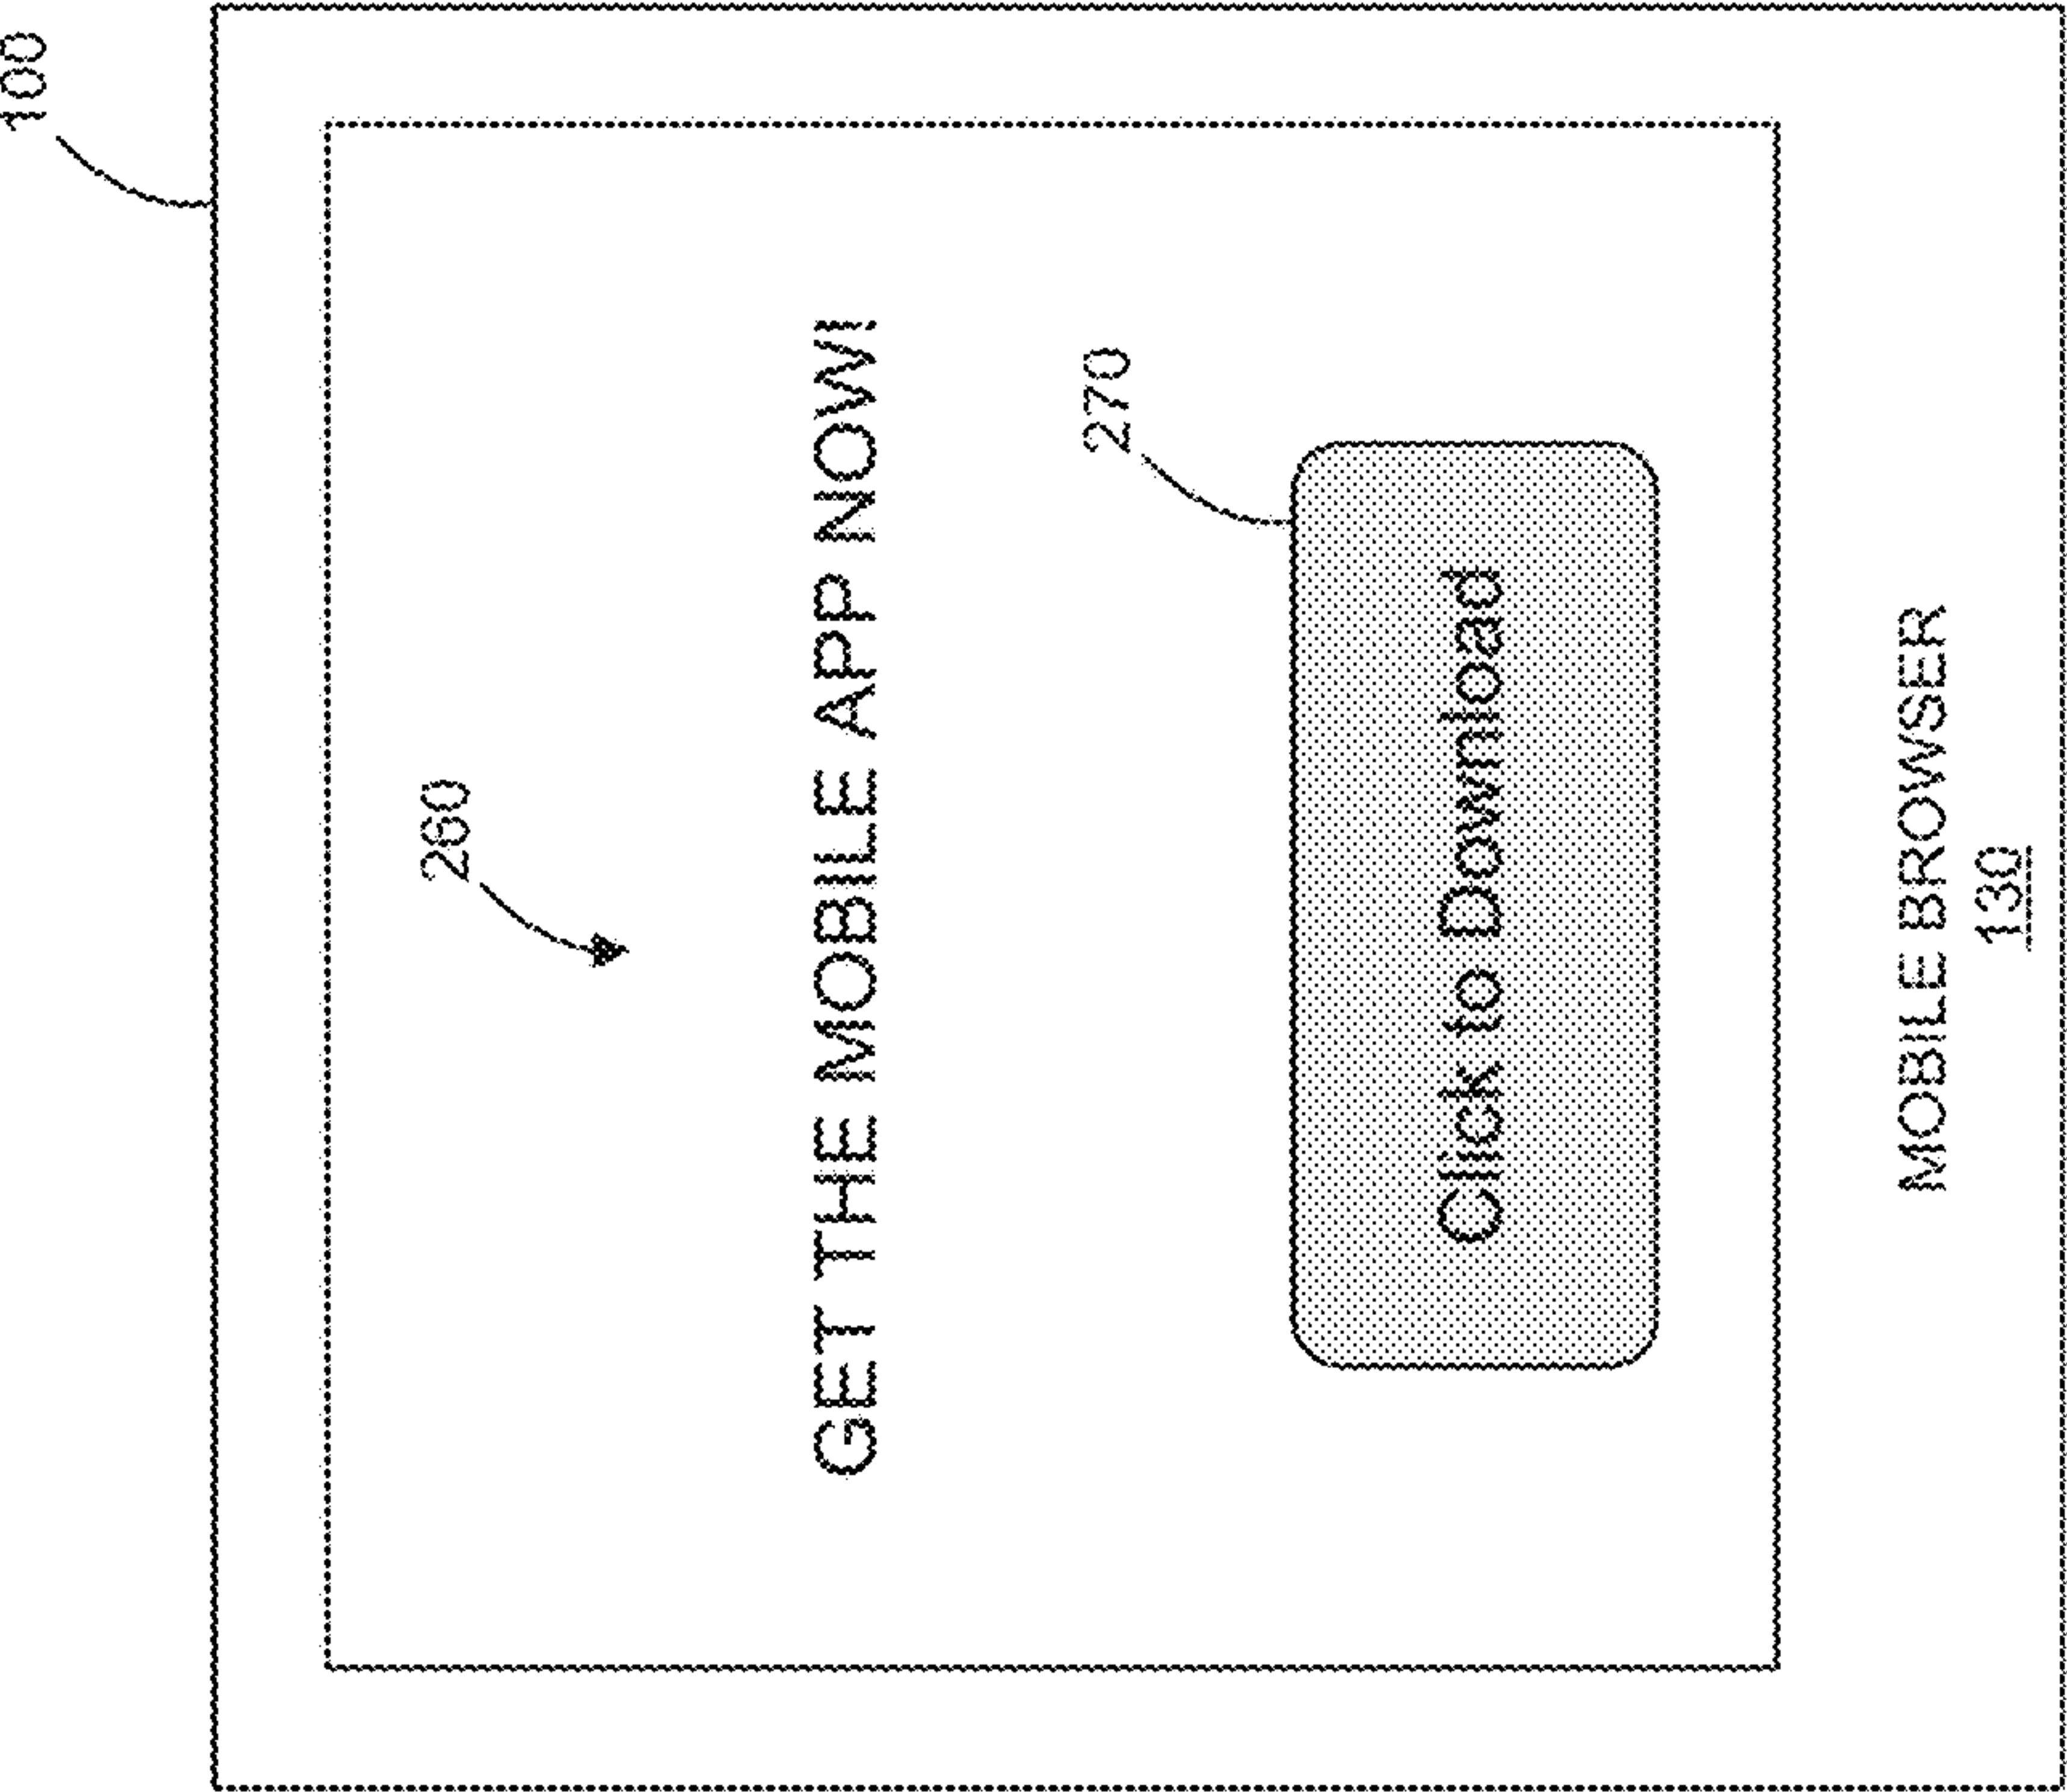 100
260
GET THE MOBILE APP NOW!
270
Click to Download
MOBILE BROWSER
130